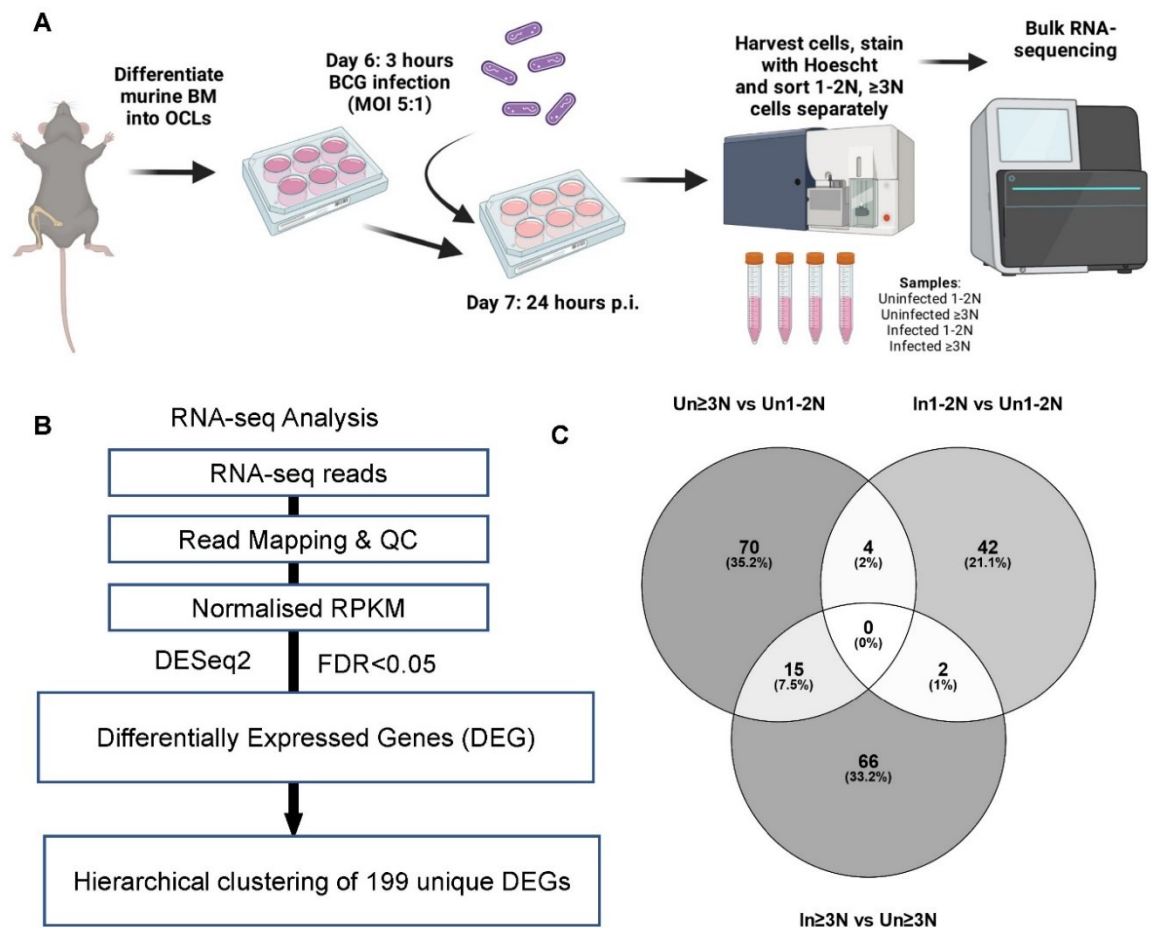 A
Differentiate
murine BM
into OCLs
Day 6: 3 hours
BCG infection
(MOI 5:1)
Day 7: 24 hours p.i.
Harvest cells, stain
with Hoescht
and sort 1-2N, ≥3N
cells separately
Bulk RNA-
sequencing
Samples:
Uninfected 1-2N
Uninfected ≥3N
Infected 1-2N
Infected ≥3N
B
RNA-seq Analysis
RNA-seq reads
Read Mapping & QC
Normalised RPKM
DESeq2 FDR<0.05
Differentially Expressed Genes (DEG)
Hierarchical clustering of 199 unique DEGs
C
Un≥3N vs Un1-2N
In1-2N vs Un1-2N
70
(35.2%)
4
(2%)
42
(21.1%)
0
(0%)
15
(7.5%)
2
(1%)
66
(33.2%)
In≥3N vs Un≥3N